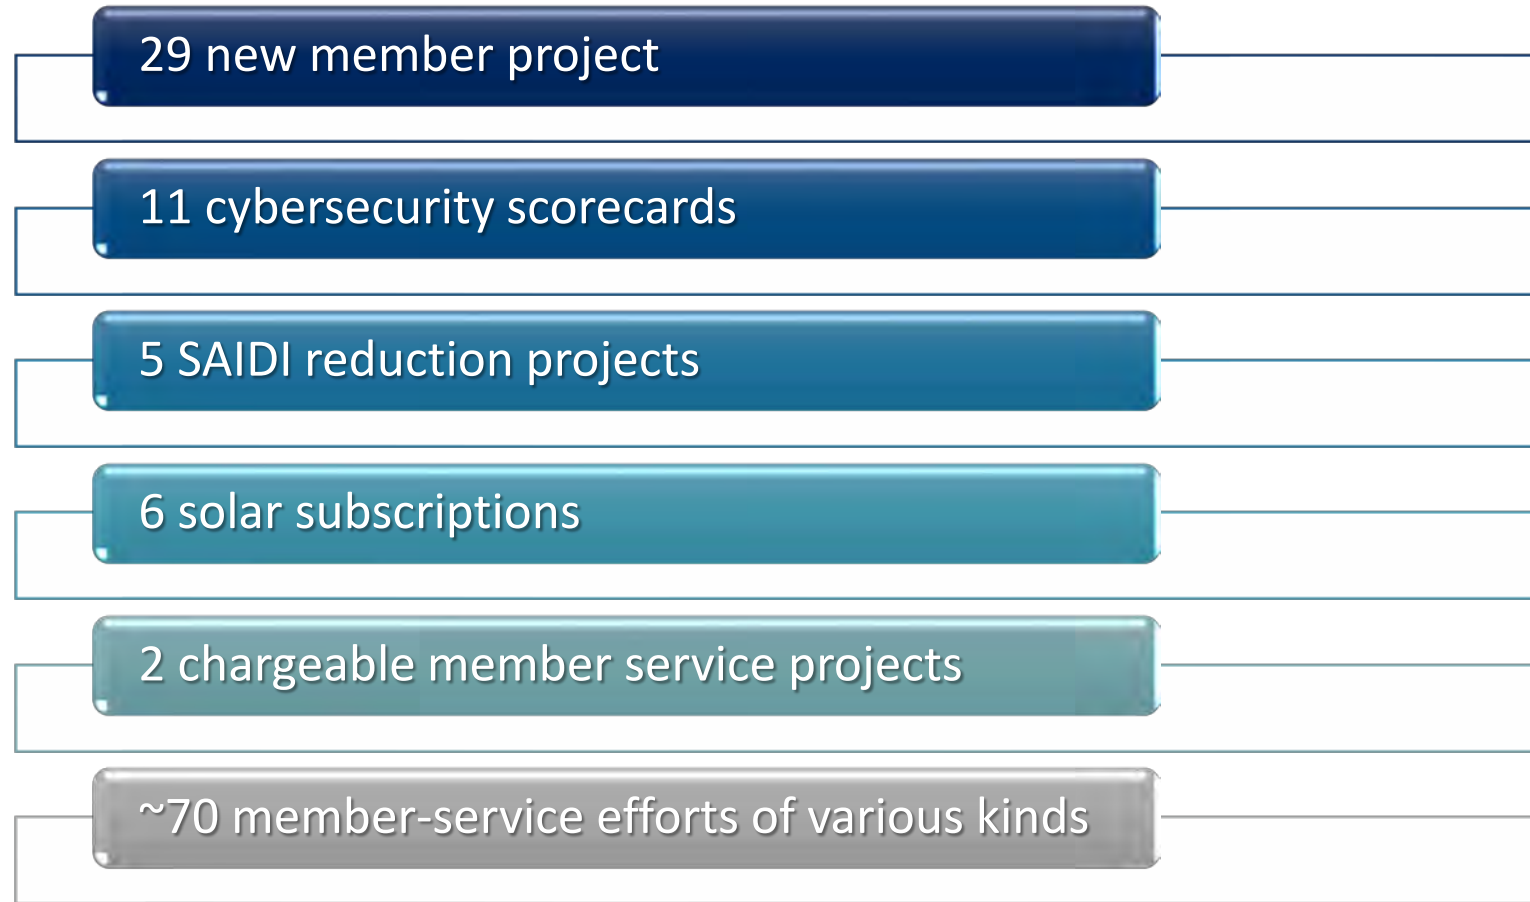 29 new member project
11 cybersecurity scorecards
5 SAIDI reduction projects
6 solar subscriptions
2 chargeable member service projects
~70 member-service efforts of various kinds